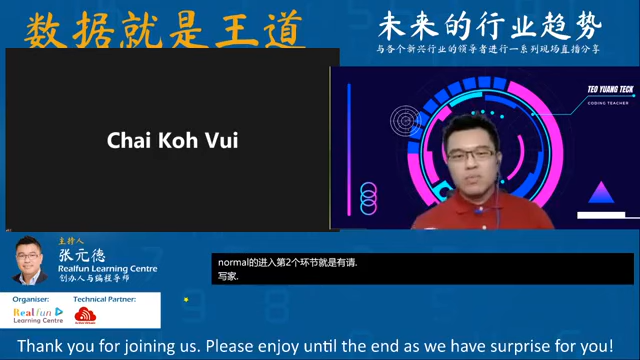 数据就是王道
未来的行业趋势
与各个新兴行业的领导者进行一系列现场直播分享
Chai Koh Vui
TEO YUANG TECK
CODING TEACHER
主持人
张元德
Realfun Learning Centre
创办人与编程导师
normal的进入第2个环节就是有请.
写家.
Organiser:
Technical Partner:
Realfun
Learning Centre
Thank you for joining us. Please enjoy until the end as we have surprise for you!